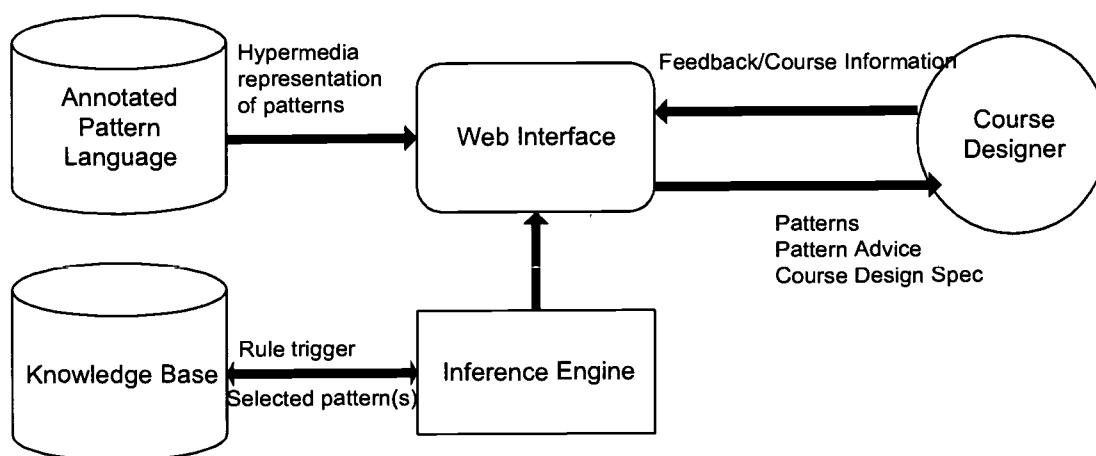 Annotated
Pattern
Language
Hypermedia
representation
of patterns
Web Interface
Feedback/Course Information
Course
Designer
Patterns
Pattern Advice
Course Design Spec
Knowledge Base
Rule trigger
Selected pattern(s)
Inference Engine